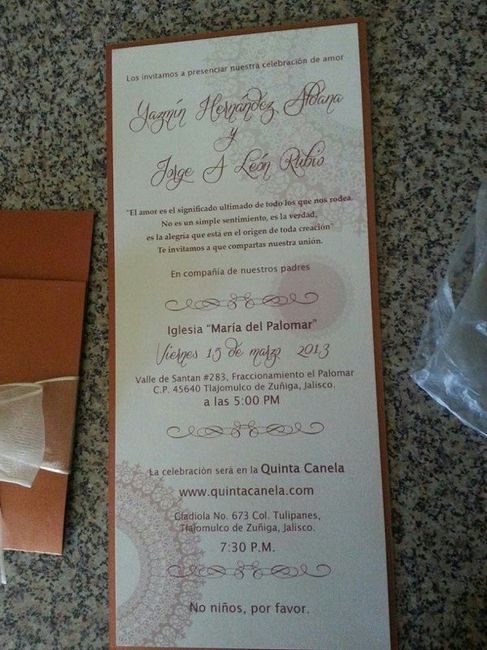 Los invitamos a presenciar nuestra celebración de amor
Yazmín Hernández Aldana
y
Jorge A León Rubio
"El amor es el significado ultimado de todo los que nos rodea.
No es un simple sentimiento, es la verdad,
es la alegria que está en el origen de toda creación"
Te invitamos a que compartas nuestra unión.
En compañía de nuestros padres
Iglesia "María del Palomar"
Viernes 15 de marzo 2013
Valle de Santan #283, Fraccionamiento el Palomar
C.P. 45640 Tlajomulco de Zuñiga, Jalisco.
a las 5:00 PM
La celebración será en la Quinta Canela
www.quintacanela.com
Gladiola No. 673 Col. Tulipanes,
Tlajomulco de Zuñiga, Jalisco.
7:30 P.M.
No niños, por favor.